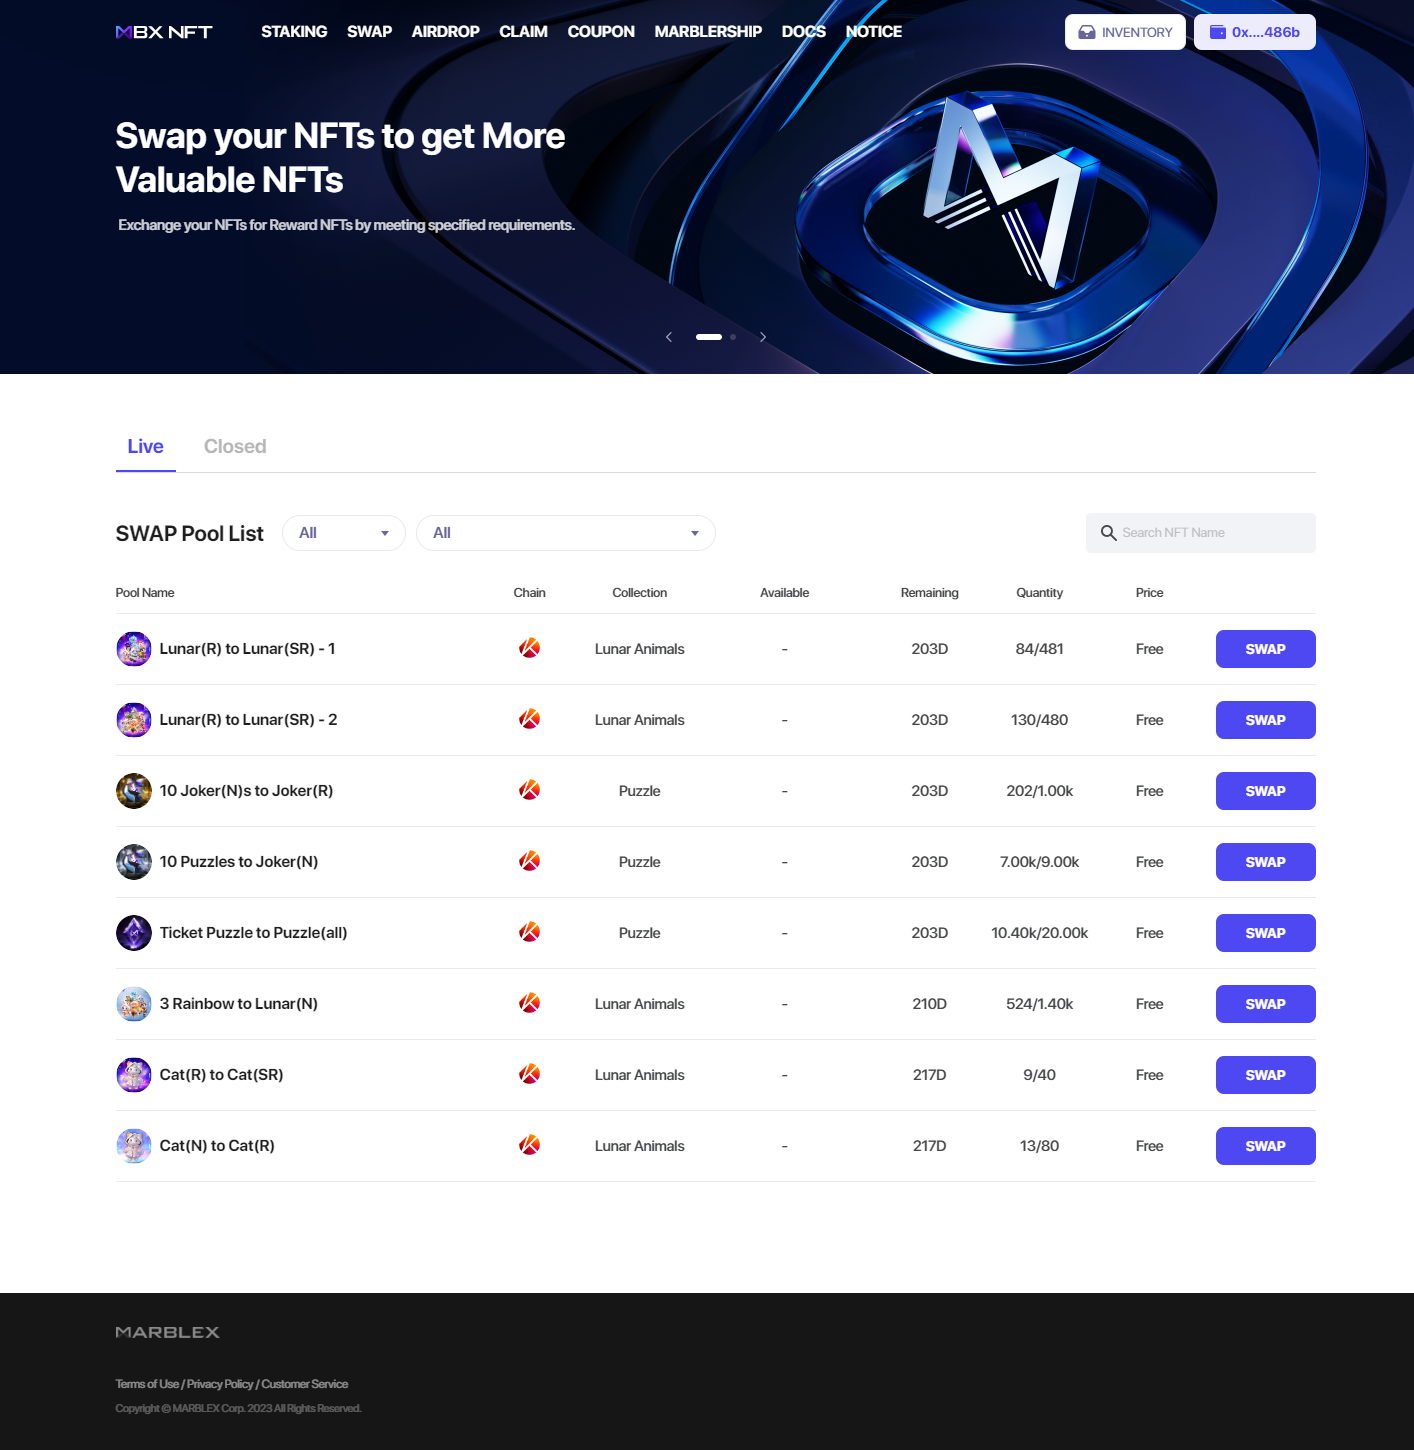 MBX NFT STAKING SWAP AIRDROP CLAIM COUPON MARBLERSHIP DOCS NOTICE INVENTORY 0x....486b
Swap your NFTs to get More
Valuable NFTs
Exchange your NFTs for Reward NFTs by meeting specified requirements.
Live Closed
SWAP Pool List All All Search NFT Name
Pool Name Chain Collection Available Remaining Quantity Price
Lunar(R) to Lunar(SR) - 1 Lunar Animals - 203D 84/481 Free SWAP
Lunar(R) to Lunar(SR) - 2 Lunar Animals - 203D 130/480 Free SWAP
10 Joker(N)s to Joker(R) Puzzle - 203D 202/1.00k Free SWAP
10 Puzzles to Joker(N) Puzzle - 203D 7.00k/9.00k Free SWAP
Ticket Puzzle to Puzzle(all) Puzzle - 203D 10.40k/20.00k Free SWAP
3 Rainbow to Lunar(N) Lunar Animals - 210D 524/1.40k Free SWAP
Cat(R) to Cat(SR) Lunar Animals - 217D 9/40 Free SWAP
Cat(N) to Cat(R) Lunar Animals - 217D 13/80 Free SWAP
MARBLEX
Terms of Use / Privacy Policy / Customer Service
Copyright © MARBLEX Corp. 2023 All Rights Reserved.